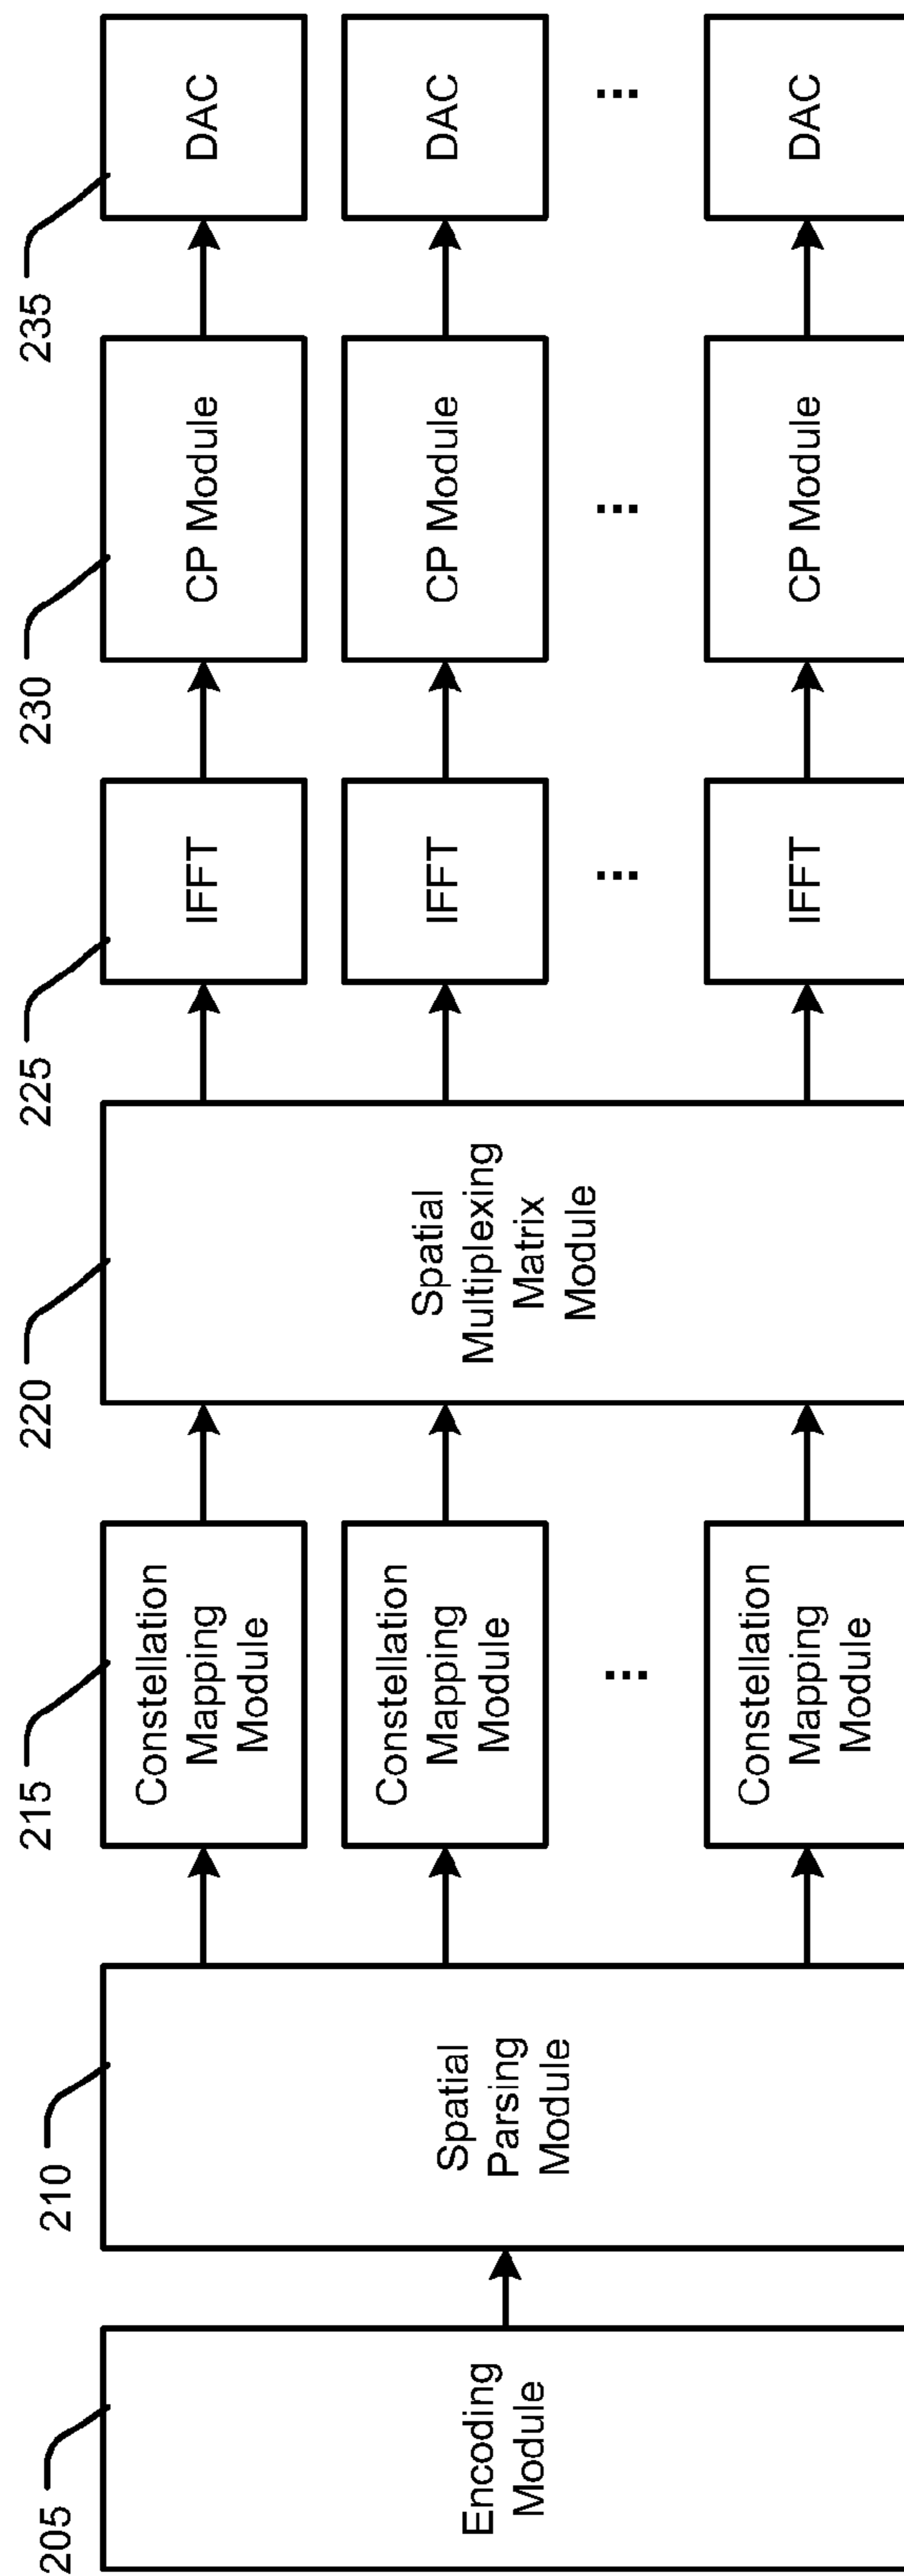 205
Encoding
Module
210
Spatial
Parsing
Module
215
Constellation
Mapping
Module
Constellation
Mapping
Module
...
Constellation
Mapping
Module
220
Spatial
Multiplexing
Matrix
Module
225
IFFT
IFFT
...
IFFT
230
CP Module
CP Module
...
CP Module
235
DAC
DAC
...
DAC